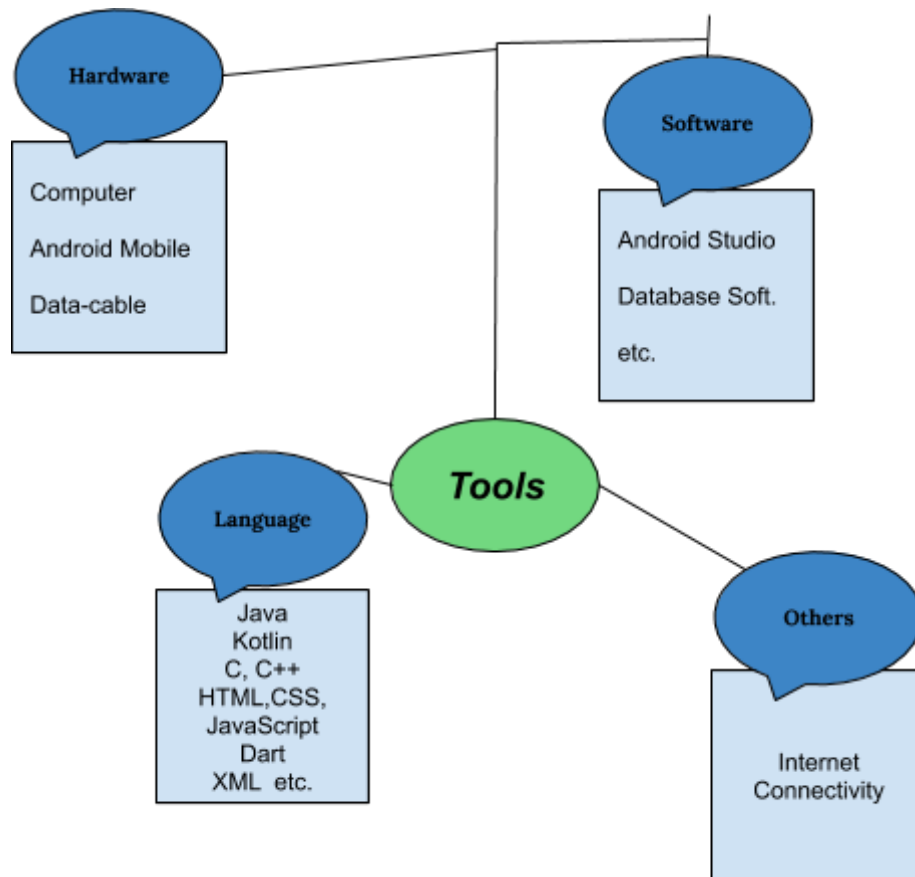 Hardware
Computer
Android Mobile
Data-cable
Software
Android Studio
Database Soft.
etc.
Tools
Language
Java
Kotlin
C, C++
HTML,CSS,
JavaScript
Dart
XML  etc.
Others
Internet
Connectivity